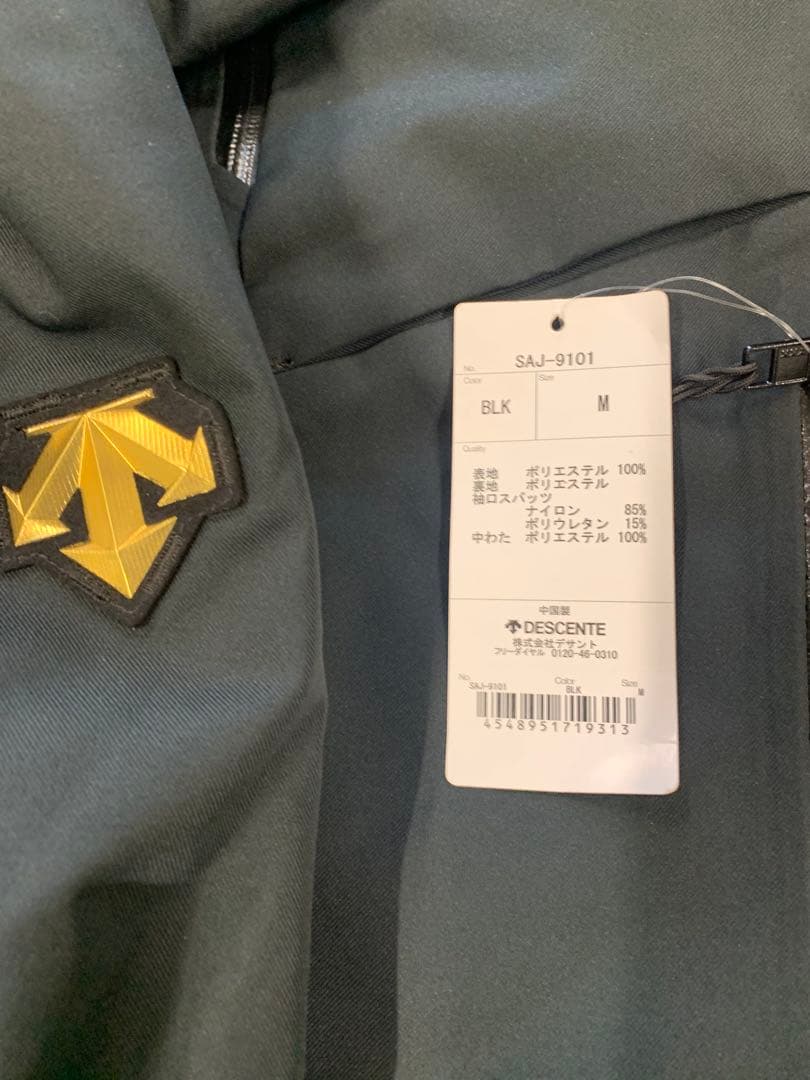 No. SAJ-9101
Color BLK Size M
Quality
表地 ポリエステル 100%
裏地 ポリエステル
袖口スパッツ
ナイロン 85%
ポリウレタン 15%
中わた ポリエステル 100%
中国製
DESCENTE
株式会社デサント
フリーダイヤル 0120-46-0310
No. Color Size
SAJ-9101 BLK M
4548951719313